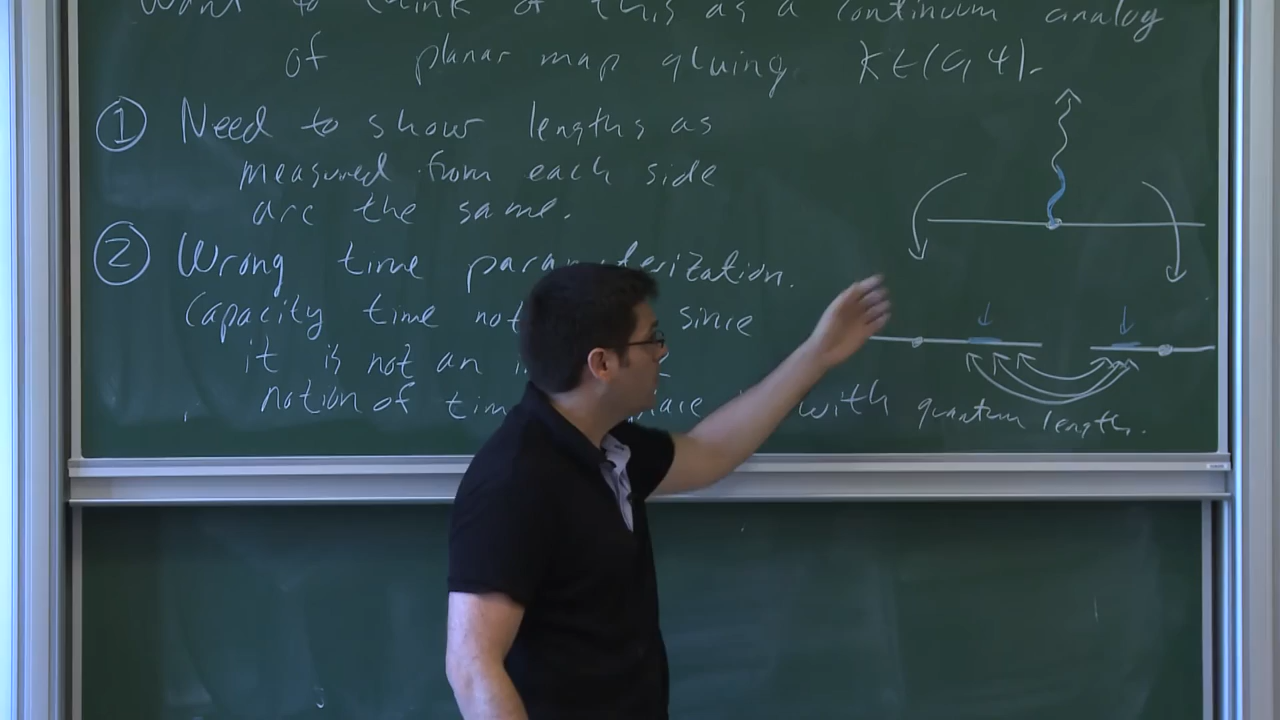 Want to think of this as a continuum analog
of planar map gluing κ∈(0,4).
① Need to show lengths as
measured from each side
are the same.
② Wrong time parameterization.
Capacity time not since
it is not an
notion of with quantum length.